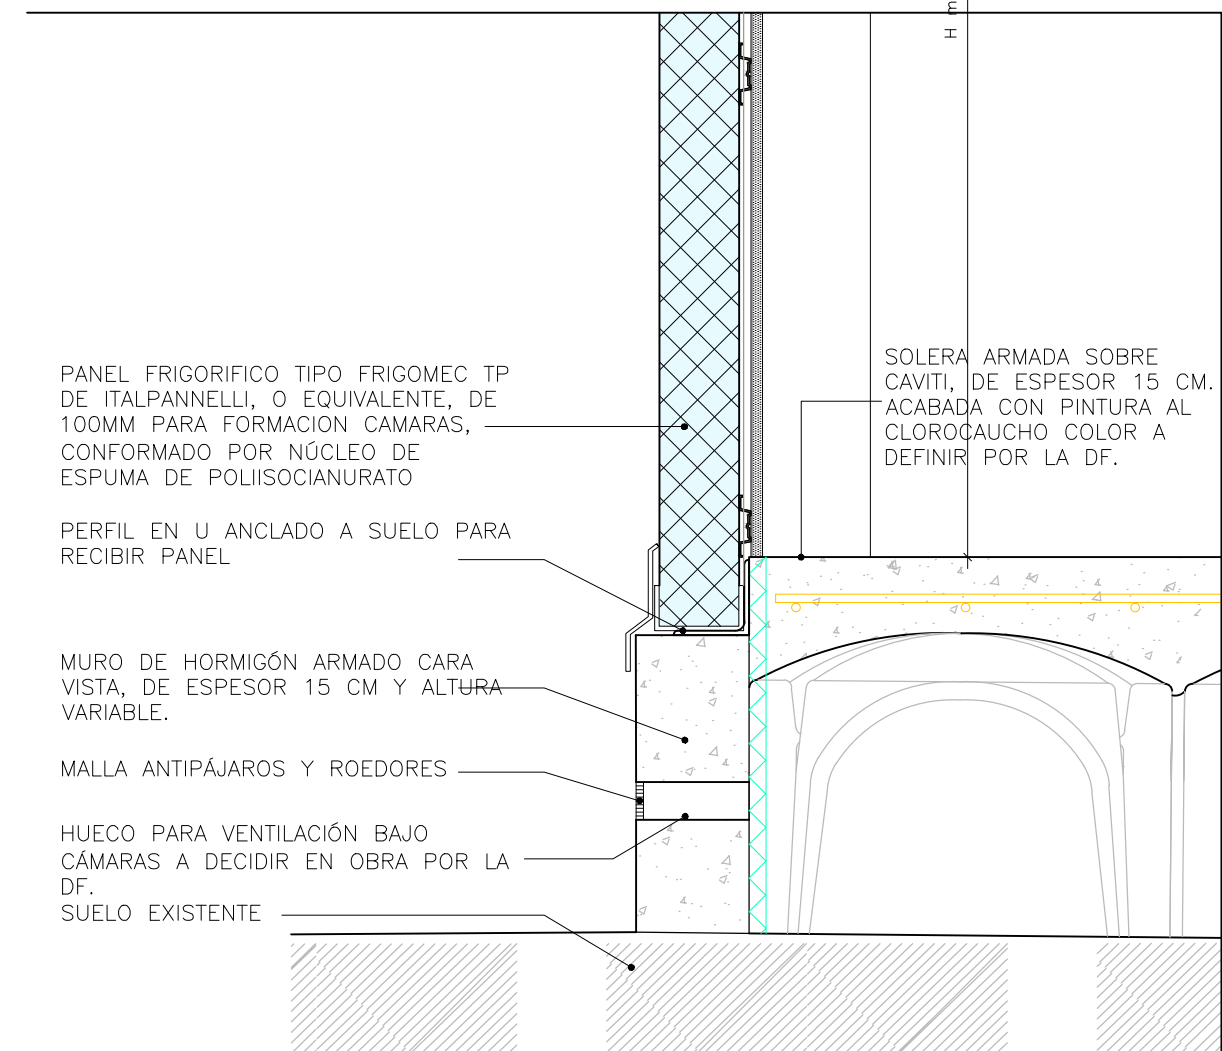 H m
PANEL FRIGORIFICO TIPO FRIGOMEC TP
DE ITALPANNELLI, O EQUIVALENTE, DE
100MM PARA FORMACION CAMARAS,
CONFORMADO POR NÚCLEO DE
ESPUMA DE POLIISOCIANURATO
PERFIL EN U ANCLADO A SUELO PARA
RECIBIR PANEL
MURO DE HORMIGÓN ARMADO CARA
VISTA, DE ESPESOR 15 CM Y ALTURA
VARIABLE.
MALLA ANTIPÁJAROS Y ROEDORES
HUECO PARA VENTILACIÓN BAJO
CÁMARAS A DECIDIR EN OBRA POR LA
DF.
SUELO EXISTENTE
SOLERA ARMADA SOBRE
CAVITI, DE ESPESOR 15 CM.
ACABADA CON PINTURA AL
CLOROCAUCHO COLOR A
DEFINIR POR LA DF.